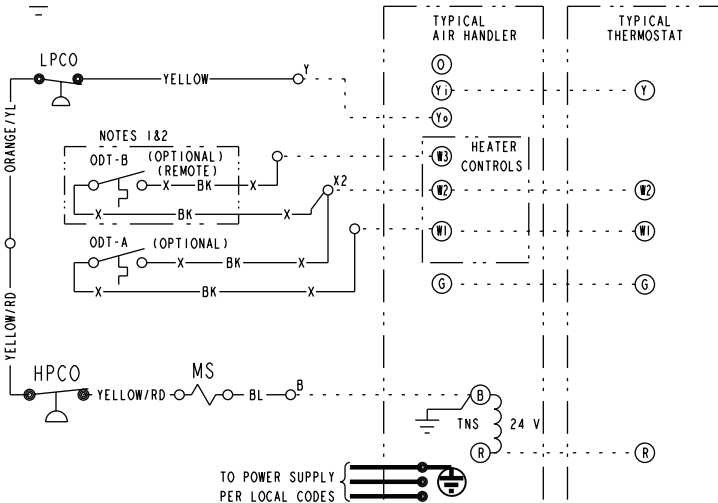 TYPICAL
AIR HANDLER
TYPICAL
THERMOSTAT
LPCO
YELLOW
Y
O
Yi
Y
Yo
ORANGE/YL
NOTES 1&2
ODT-B
(OPTIONAL)
(REMOTE)
X
BK
X
X
BK
X
X2
HEATER
CONTROLS
W3
W2
W2
W1
W1
ODT-A
(OPTIONAL)
X
BK
X
X
BK
X
G
G
YELLOW/RD
HPCO
YELLOW/RD
MS
BL
B
B
TNS
24 V
R
R
TO POWER SUPPLY
PER LOCAL CODES